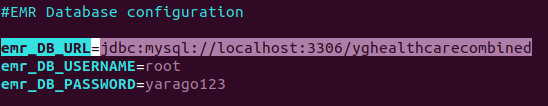 #EMR Database configuration
emr_DB_URL=jdbc:mysql://localhost:3306/yghealthcarecombined
emr_DB_USERNAME=root
emr_DB_PASSWORD=yarago123